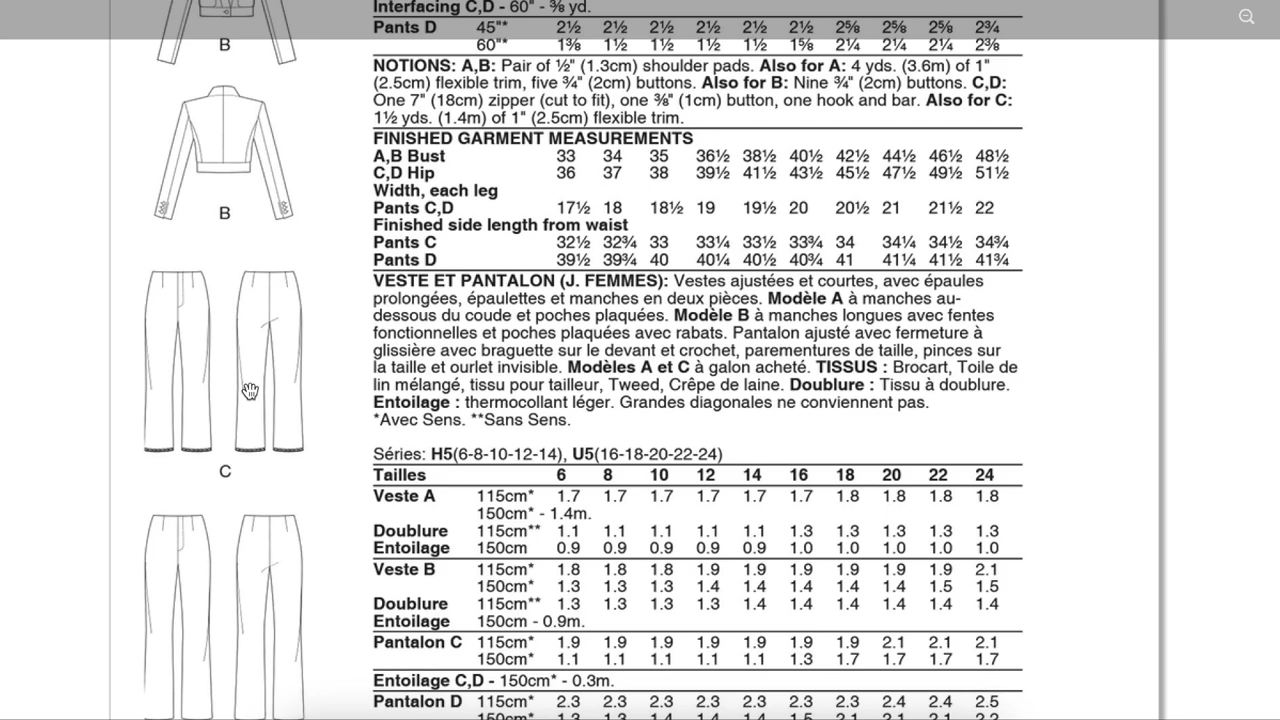 Interfacing C,D - 60" - ⅜ yd.
Pants D 45"* 2½ 2½ 2½ 2½ 2½ 2½ 2⅝ 2⅝ 2⅝ 2¾
60"* 1⅜ 1½ 1½ 1½ 1½ 1⅝ 2¼ 2¼ 2¼ 2⅜
NOTIONS: A,B: Pair of ½" (1.3cm) shoulder pads. Also for A: 4 yds. (3.6m) of 1"
(2.5cm) flexible trim, five ¾" (2cm) buttons. Also for B: Nine ¾" (2cm) buttons. C,D:
One 7" (18cm) zipper (cut to fit), one ⅜" (1cm) button, one hook and bar. Also for C:
1½ yds. (1.4m) of 1" (2.5cm) flexible trim.
FINISHED GARMENT MEASUREMENTS
A,B Bust 33 34 35 36½ 38½ 40½ 42½ 44½ 46½ 48½
C,D Hip 36 37 38 39½ 41½ 43½ 45½ 47½ 49½ 51½
Width, each leg
Pants C,D 17½ 18 18½ 19 19½ 20 20½ 21 21½ 22
Finished side length from waist
Pants C 32½ 32¾ 33 33¼ 33½ 33¾ 34 34¼ 34½ 34¾
Pants D 39½ 39¾ 40 40¼ 40½ 40¾ 41 41¼ 41½ 41¾
VESTE ET PANTALON (J. FEMMES): Vestes ajustées et courtes, avec épaules
prolongées, épaulettes et manches en deux pièces. Modèle A à manches au-
dessous du coude et poches plaquées. Modèle B à manches longues avec fentes
fonctionnelles et poches plaquées avec rabats. Pantalon ajusté avec fermeture à
glissière avec braguette sur le devant et crochet, parementures de taille, pinces sur
la taille et ourlet invisible. Modèles A et C à galon acheté. TISSUS : Brocart, Toile de
lin mélangé, tissu pour tailleur, Tweed, Crêpe de laine. Doublure : Tissu à doublure.
Entoilage : thermocollant léger. Grandes diagonales ne conviennent pas.
*Avec Sens. **Sans Sens.
Séries: H5(6-8-10-12-14), U5(16-18-20-22-24)
Tailles 6 8 10 12 14 16 18 20 22 24
Veste A 115cm* 1.7 1.7 1.7 1.7 1.7 1.7 1.8 1.8 1.8 1.8
150cm* - 1.4m.
Doublure 115cm** 1.1 1.1 1.1 1.1 1.1 1.3 1.3 1.3 1.3 1.3
Entoilage 150cm 0.9 0.9 0.9 0.9 0.9 1.0 1.0 1.0 1.0 1.0
Veste B 115cm* 1.8 1.8 1.8 1.9 1.9 1.9 1.9 1.9 1.9 2.1
150cm* 1.3 1.3 1.3 1.4 1.4 1.4 1.4 1.4 1.5 1.5
Doublure 115cm** 1.3 1.3 1.3 1.3 1.4 1.4 1.4 1.4 1.4 1.4
Entoilage 150cm - 0.9m.
Pantalon C 115cm* 1.9 1.9 1.9 1.9 1.9 1.9 1.9 2.1 2.1 2.1
150cm* 1.1 1.1 1.1 1.1 1.1 1.3 1.7 1.7 1.7 1.7
Entoilage C,D - 150cm* - 0.3m.
Pantalon D 115cm* 2.3 2.3 2.3 2.3 2.3 2.3 2.3 2.4 2.4 2.5
150cm* 1.3 1.3 1.4 1.4 1.4 1.5 2.1 2.1 2.1 2.2
B
B
C